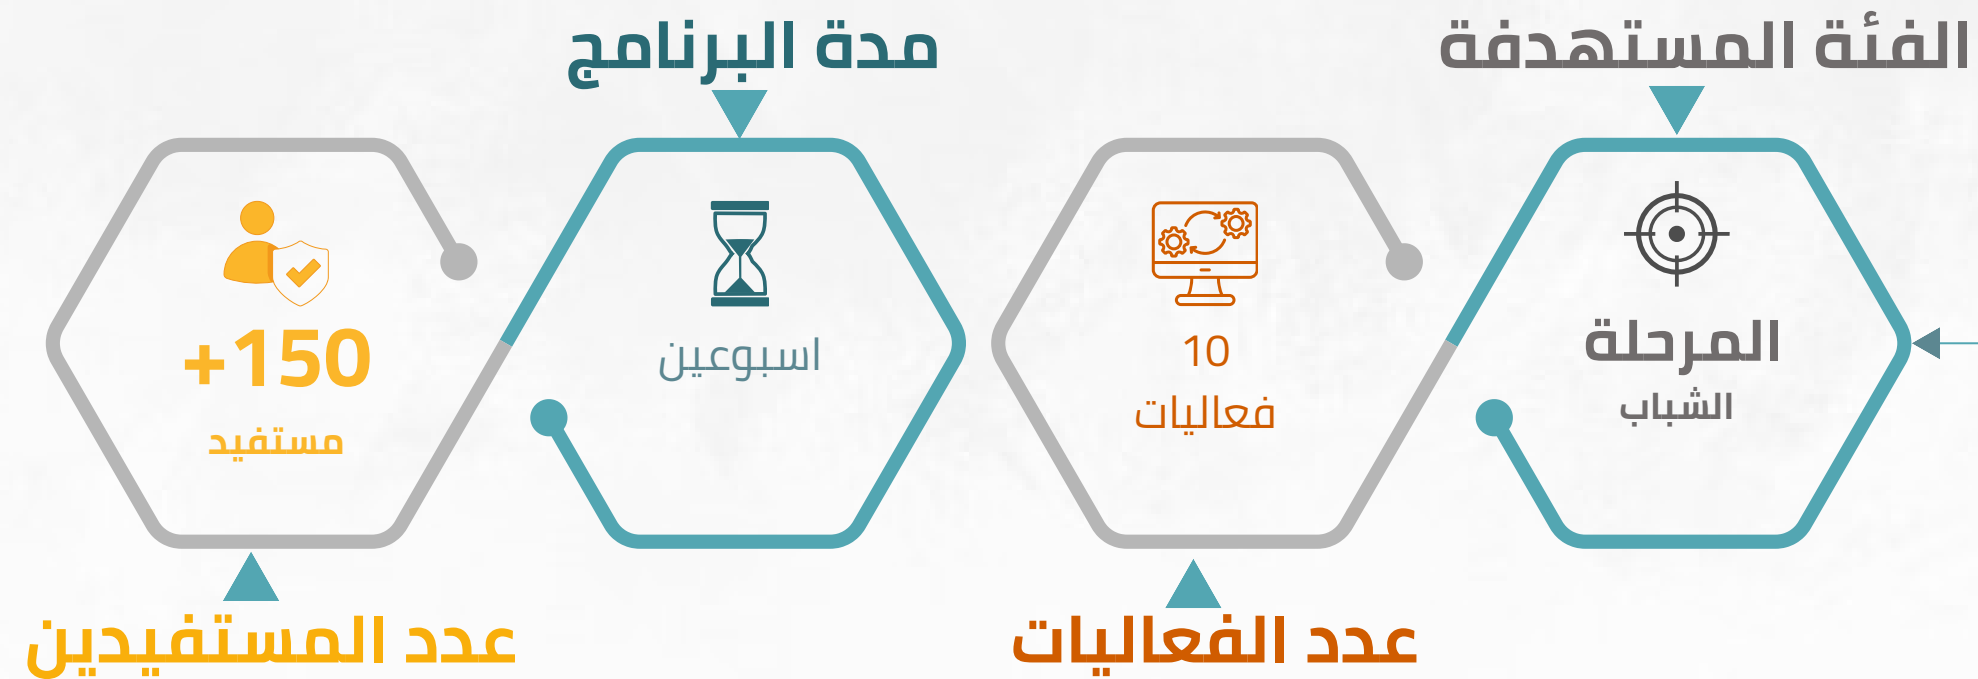 الفئة المستهدفة
المرحلة
الشباب
10
فعاليات
عدد الفعاليات
مدة البرنامج
اسبوعين
+150
مستفيد
عدد المستفيدين